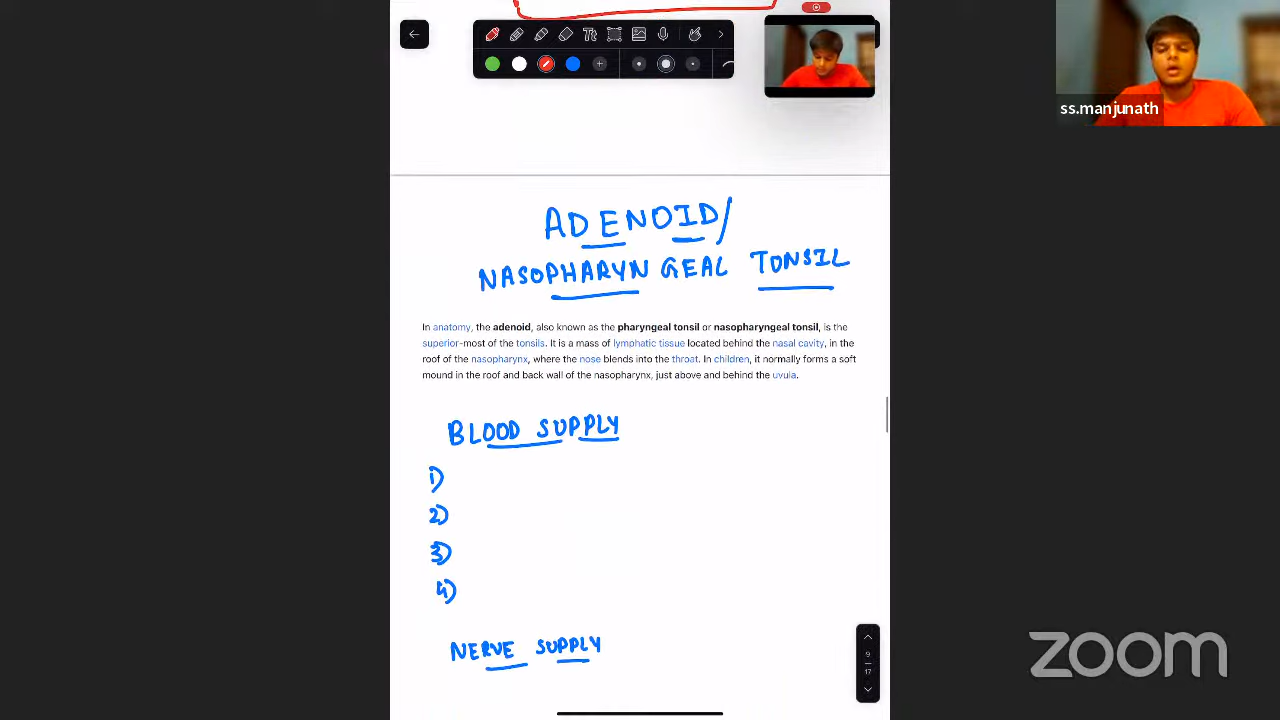 Tt
ss.manjunath
ADENOID/
NASOPHARYNGEAL TONSIL
In anatomy, the adenoid, also known as the pharyngeal tonsil or nasopharyngeal tonsil, is the
superior-most of the tonsils. It is a mass of lymphatic tissue located behind the nasal cavity, in the
roof of the nasopharynx, where the nose blends into the throat. In children, it normally forms a soft
mound in the roof and back wall of the nasopharynx, just above and behind the uvula.
BLOOD SUPPLY
1)
2)
3)
4)
NERVE SUPPLY
9
17
zoom